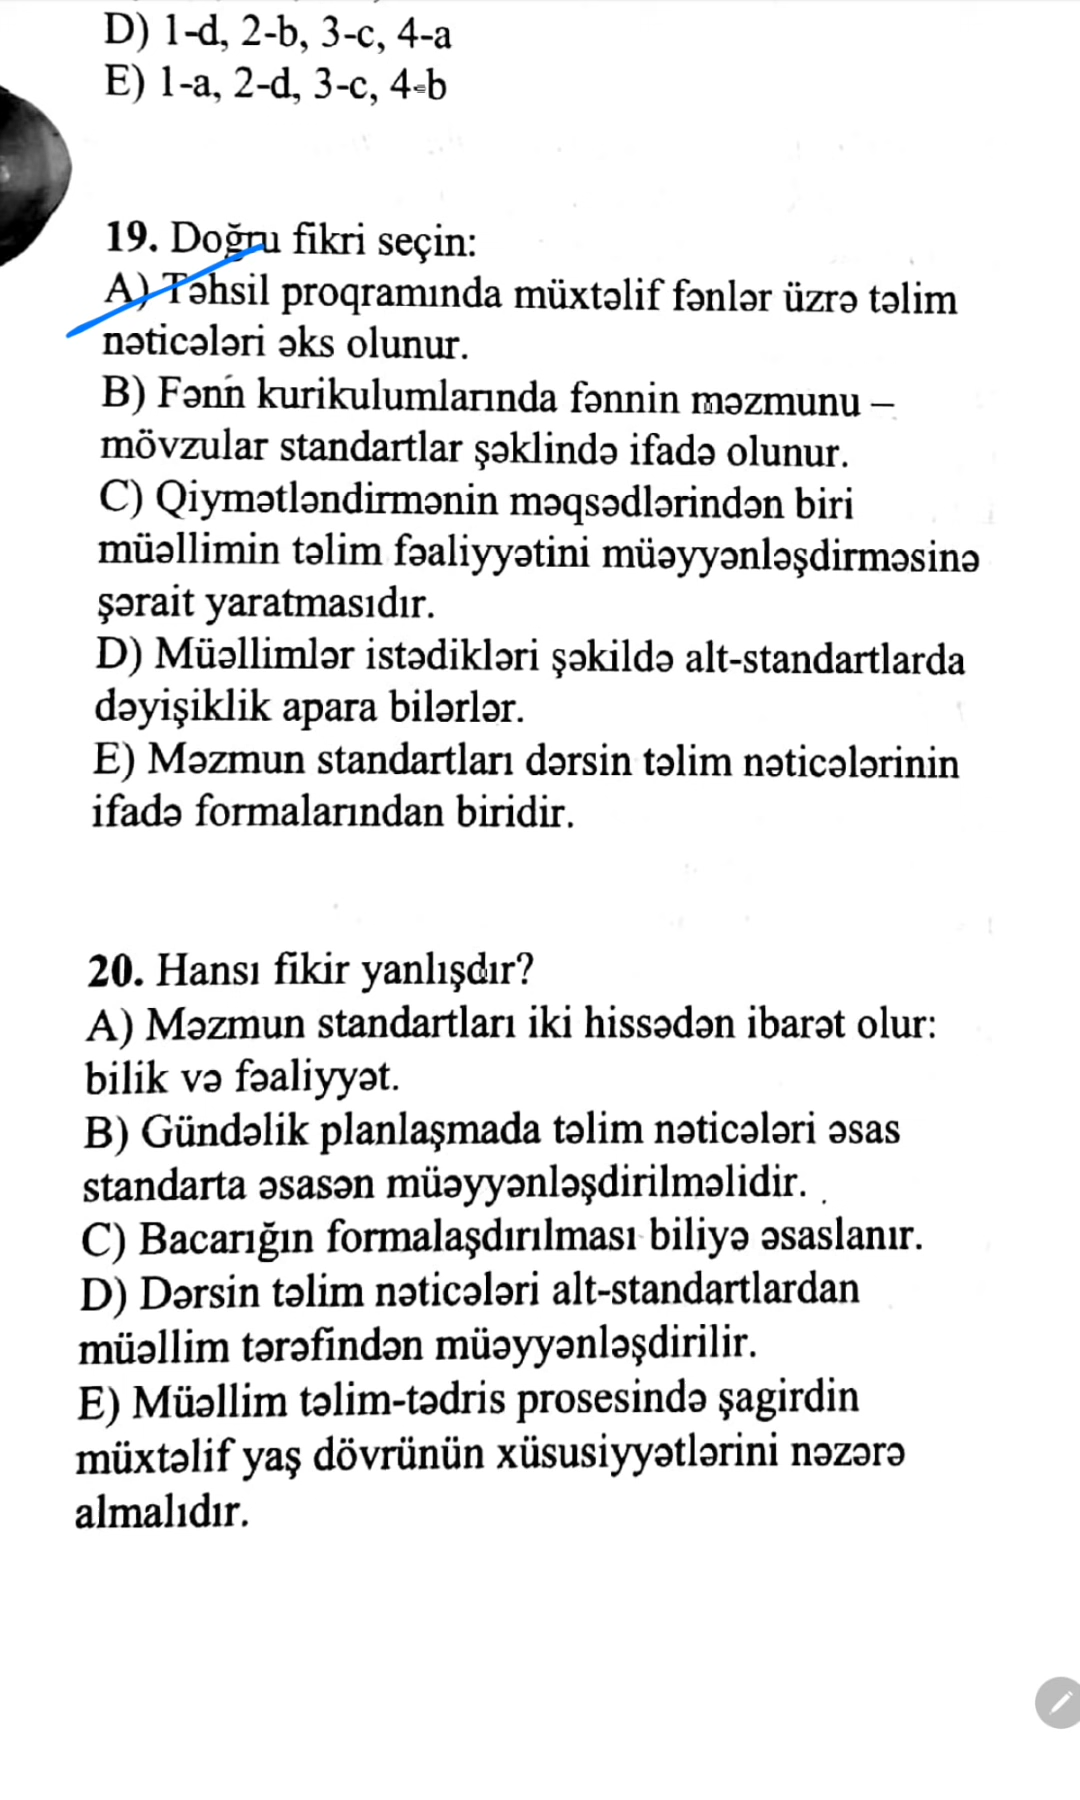 D) 1-d, 2-b, 3-c, 4-a
E) 1-a, 2-d, 3-c, 4-b
19. Doğru fikri seçin:
A) Təhsil proqramında müxtəlif fənlər üzrə təlim
nəticələri əks olunur.
B) Fənn kurikulumlarında fənnin məzmunu –
mövzular standartlar şəklində ifadə olunur.
C) Qiymətləndirmənin məqsədlərindən biri
müəllimin təlim fəaliyyətini müəyyənləşdirməsinə
şərait yaratmasıdır.
D) Müəllimlər istədikləri şəkildə alt-standartlarda
dəyişiklik apara bilərlər.
E) Məzmun standartları dərsin təlim nəticələrinin
ifadə formalarından biridir.
20. Hansı fikir yanlışdır?
A) Məzmun standartları iki hissədən ibarət olur:
bilik və fəaliyyət.
B) Gündəlik planlaşmada təlim nəticələri əsas
standarta əsasən müəyyənləşdirilməlidir.
C) Bacarığın formalaşdırılması biliyə əsaslanır.
D) Dərsin təlim nəticələri alt-standartlardan
müəllim tərəfindən müəyyənləşdirilir.
E) Müəllim təlim-tədris prosesində şagirdin
müxtəlif yaş dövrünün xüsusiyyətlərini nəzərə
almalıdır.